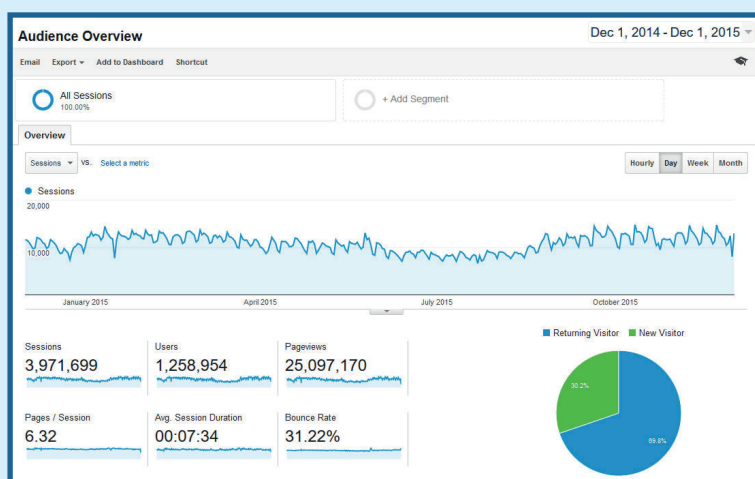 Audience Overview
Dec 1, 2014 - Dec 1, 2015
Email Export Add to Dashboard Shortcut
All Sessions
100.00%
+ Add Segment
Overview
Sessions VS. Select a metric
Hourly Day Week Month
Sessions
20,000
10,000
January 2015 April 2015 July 2015 October 2015
Returning Visitor New Visitor
Sessions Users Pageviews
3,971,699 1,258,954 25,097,170
30.2%
Pages / Session Avg. Session Duration Bounce Rate
6.32 00:07:34 31.22%
69.8%